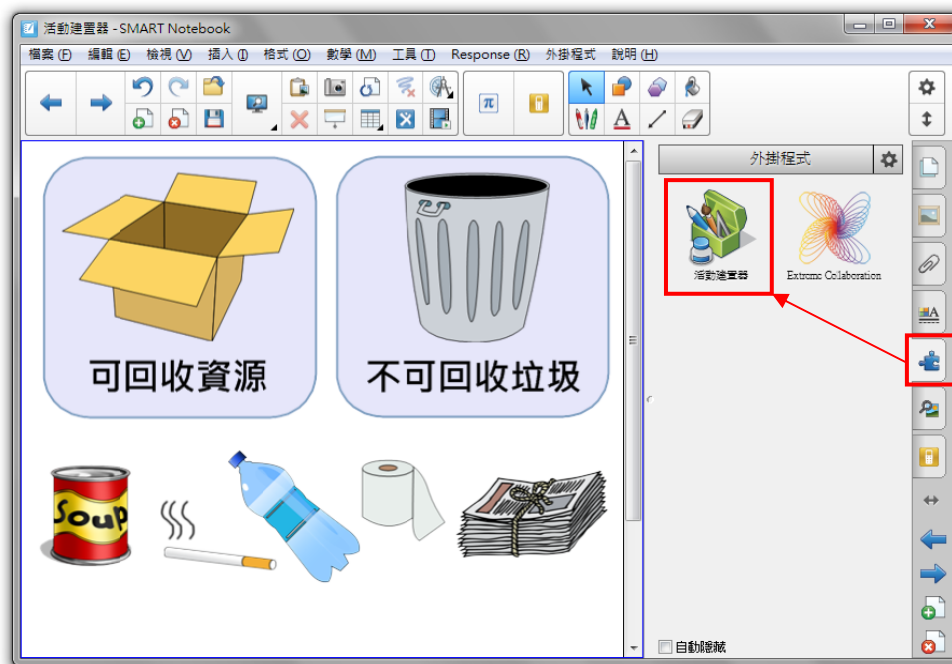 活動建置器 - SMART Notebook
檔案 (F) 編輯 (E) 檢視 (V) 插入 (I) 格式 (O) 數學 (M) 工具 (T) Response (R) 外掛程式 說明 (H)
π
A
外掛程式
A
活動建置器
Extreme Collaboration
可回收資源
不可回收垃圾
Soup
自動隱藏